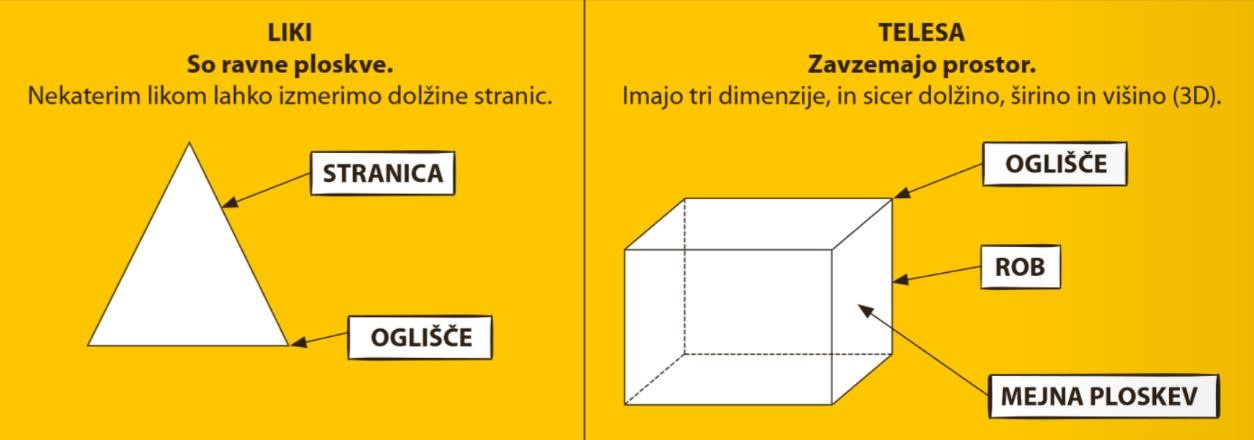 LIKI
So ravne ploskve.
Nekaterim likom lahko izmerimo dolžine stranic.
STRANICA
OGLIŠČE
TELESA
Zavzemajo prostor.
Imajo tri dimenzije, in sicer dolžino, širino in višino (3D).
OGLIŠČE
ROB
MEJNA PLOSKEV